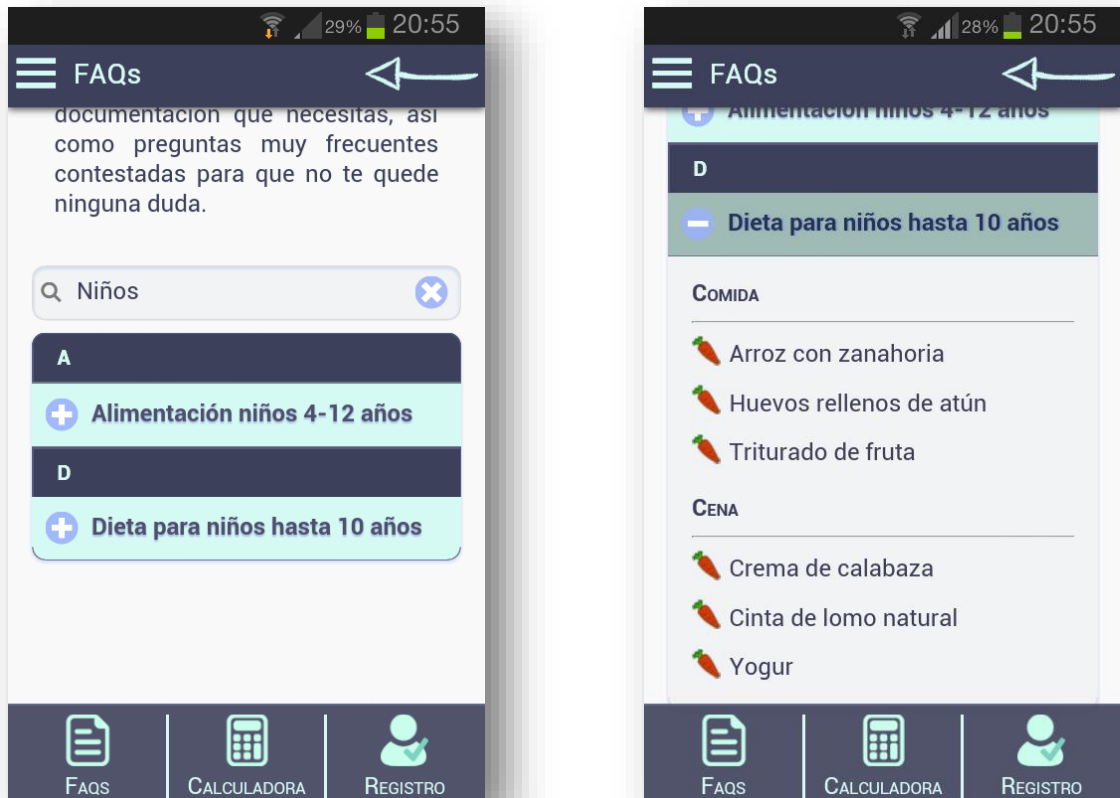 29% 20:55
FAQs
documentación que necesitas, así
como preguntas muy frecuentes
contestadas para que no te quede
ninguna duda.
Niños
A
Alimentación niños 4-12 años
D
Dieta para niños hasta 10 años
FAQS
CALCULADORA
REGISTRO
28% 20:55
FAQs
Alimentación niños 4-12 años
D
Dieta para niños hasta 10 años
COMIDA
Arroz con zanahoria
Huevos rellenos de atún
Triturado de fruta
CENA
Crema de calabaza
Cinta de lomo natural
Yogur
FAQS
CALCULADORA
REGISTRO